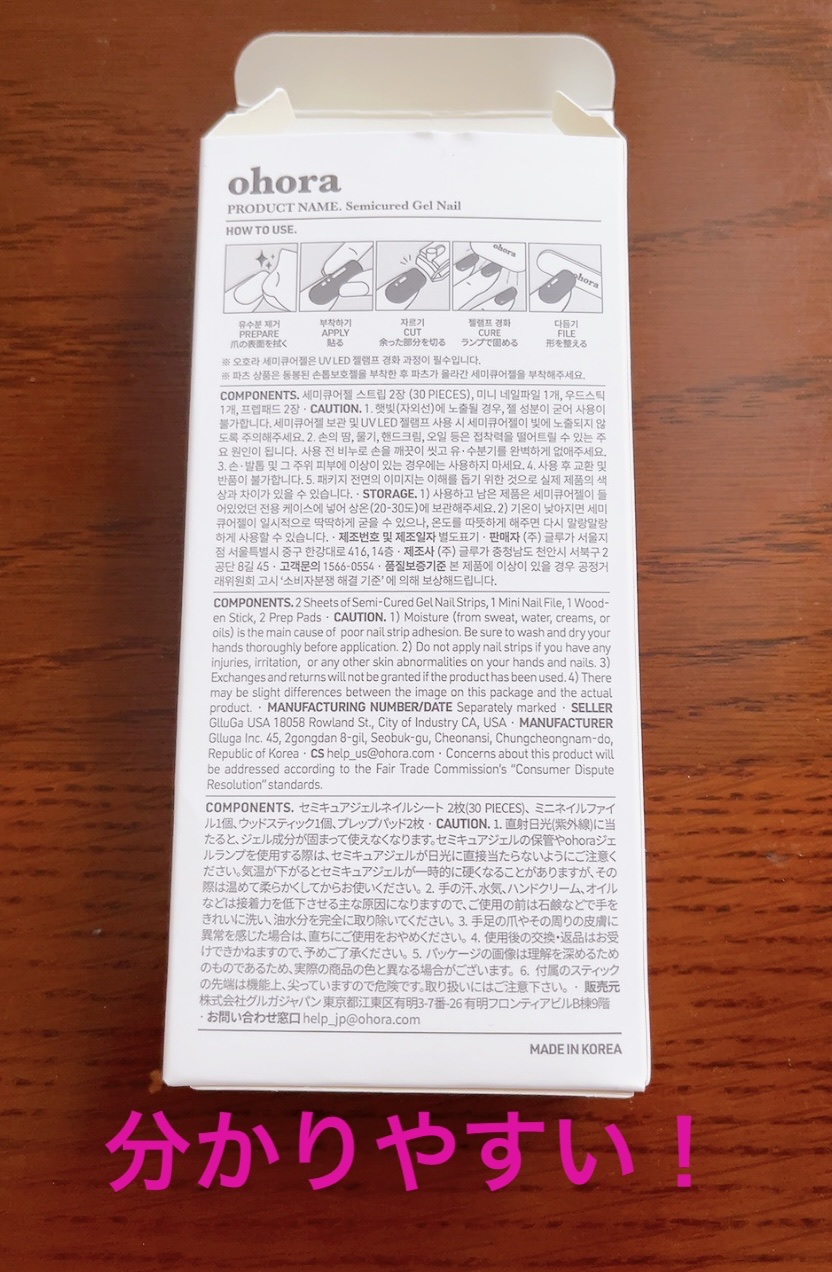 ohora
PRODUCT NAME. Semicured Gel Nail
HOW TO USE.
ohora
ohora
유수분 제거
PREPARE
爪の表面を拭く
부착하기
APPLY
貼る
자르기
CUT
余った部分を切る
젤램프 경화
CURE
ランプで固める
다듬기
FILE
形を整える
※ 오호라 세미큐어젤은 UV LED 젤램프 경화 과정이 필수입니다.
※ 파츠 상품은 동봉된 손톱보호젤을 부착한 후 파츠가 올라간 세미큐어젤을 부착해주세요.
COMPONENTS. 세미큐어젤 스트립 2장 (30 PIECES), 미니 네일파일 1개, 우드스틱
1개, 프렙패드 2장 · CAUTION. 1. 햇빛(자외선)에 노출될 경우, 젤 성분이 굳어 사용이
불가합니다. 세미큐어젤 보관 및 UV LED 젤램프 사용 시 세미큐어젤이 빛에 노출되지 않
도록 주의해주세요. 2. 손의 땀, 물기, 핸드크림, 오일 등은 접착력을 떨어트릴 수 있는 주
요 원인이 됩니다. 사용 전 비누로 손을 깨끗이 씻고 유·수분기를 완벽하게 없애주세요.
3. 손·발톱 및 그 주위 피부에 이상이 있는 경우에는 사용하지 마세요. 4. 사용 후 교환 및
반품이 불가합니다. 5. 패키지 전면의 이미지는 이해를 돕기 위한 것으로 실제 제품의 색
상과 차이가 있을 수 있습니다. · STORAGE. 1) 사용하고 남은 제품은 세미큐어젤이 들
어있었던 전용 케이스에 넣어 상온(20-30도)에 보관해주세요. 2) 기온이 낮아지면 세미
큐어젤이 일시적으로 딱딱하게 굳을 수 있으나, 온도를 따뜻하게 해주면 다시 말랑말랑
하게 사용할 수 있습니다. · 제조번호 및 제조일자 별도표기 · 판매자 (주) 글루가 서울지
점 서울특별시 중구 한강대로 416, 14층 · 제조사 (주) 글루가 충청남도 천안시 서북구 2
공단 8길 45 · 고객문의 1566-0554 · 품질보증기준 본 제품에 이상이 있을 경우 공정거
래위원회 고시 '소비자분쟁 해결 기준' 에 의해 보상해드립니다.
COMPONENTS. 2 Sheets of Semi-Cured Gel Nail Strips, 1 Mini Nail File, 1 Wood-
en Stick, 2 Prep Pads · CAUTION. 1) Moisture (from sweat, water, creams, or
oils) is the main cause of poor nail strip adhesion. Be sure to wash and dry your
hands thoroughly before application. 2) Do not apply nail strips if you have any
injuries, irritation, or any other skin abnormalities on your hands and nails. 3)
Exchanges and returns will not be granted if the product has been used. 4) There
may be slight differences between the image on this package and the actual
product. · MANUFACTURING NUMBER/DATE Separately marked · SELLER
GlluGa USA 18058 Rowland St., City of Industry CA, USA · MANUFACTURER
Glluga Inc. 45, 2gongdan 8-gil, Seobuk-gu, Cheonansi, Chungcheongnam-do,
Republic of Korea · CS help_us@ohora.com · Concerns about this product will
be addressed according to the Fair Trade Commission's "Consumer Dispute
Resolution" standards.
COMPONENTS. セミキュアジェルネイルシート 2枚(30 PIECES)、ミニネイルファイ
ル1個、ウッドスティック1個、プレップパッド2枚 · CAUTION. 1. 直射日光(紫外線)に当
たると、ジェル成分が固まって使えなくなります。セミキュアジェルの保管やohoraジェ
ルランプを使用する際は、セミキュアジェルが日光に直接当たらないようにご注意く
ださい。気温が下がるとセミキュアジェルが一時的に硬くなることがありますが、その
際は温めて柔らかくしてからお使いください。2. 手の汗、水気、ハンドクリーム、オイル
などは接着力を低下させる主な原因になりますので、ご使用の前は石鹸などで手を
きれいに洗い、油水分を完全に取り除いてください。3. 手足の爪やその周りの皮膚に
異常を感じた場合は、直ちにご使用をおやめください。4. 使用後の交換・返品はお受
けできかねますので、予めご了承ください。5. パッケージの画像は理解を深めるため
のものであるため、実際の商品の色と異なる場合がございます。6. 付属のスティック
の先端は機能上、尖っていますので危険です。取り扱いにはご注意下さい。· 販売元
株式会社グルガジャパン 東京都江東区有明3-7番-26 有明フロンティアビルB棟9階
· お問い合わせ窓口 help_jp@ohora.com
MADE IN KOREA
分かりやすい！